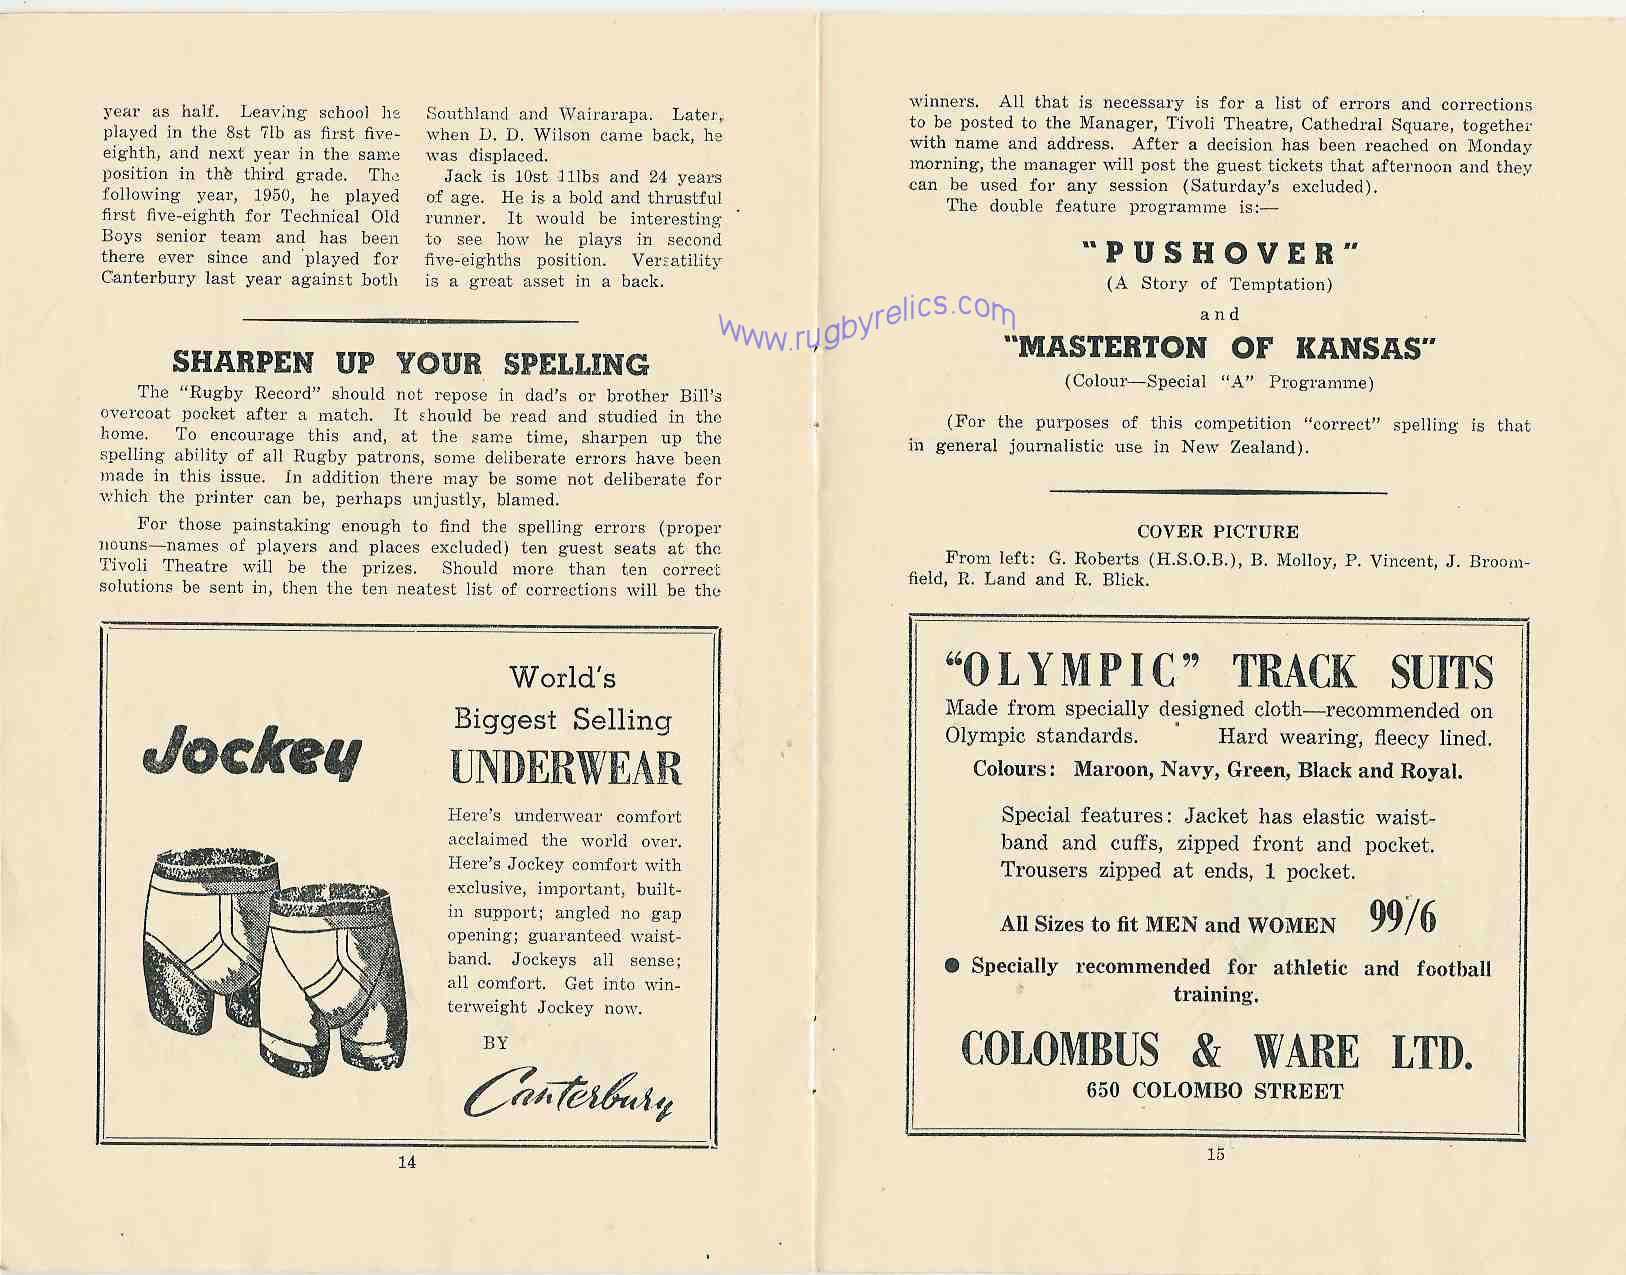 year as half. Leaving school he
played in the 8st 7lb as first five-
eighth, and next year in the same
position in the third grade. The
following year, 1950, he played
first five-eighth for Technical Old
Boys senior team and has been
there ever since and played for
Canterbury last year against both
Southland and Wairarapa. Later,
when D. D. Wilson came back, he
was displaced.
Jack is 10st 11lbs and 24 years
of age. He is a bold and thrustful
runner. It would be interesting
to see how he plays in second
five-eighths position. Versatility
is a great asset in a back.
SHARPEN UP YOUR SPELLING
The "Rugby Record" should not repose in dad's or brother Bill's
overcoat pocket after a match. It should be read and studied in the
home. To encourage this and, at the same time, sharpen up the
spelling ability of all Rugby patrons, some deliberate errors have been
made in this issue. In addition there may be some not deliberate for
which the printer can be, perhaps unjustly, blamed.
For those painstaking enough to find the spelling errors (proper
nouns—names of players and places excluded) ten guest seats at the
Tivoli Theatre will be the prizes. Should more than ten correct
solutions be sent in, then the ten neatest list of corrections will be the
Jockey
World's
Biggest Selling
UNDERWEAR
Here's underwear comfort
acclaimed the world over.
Here's Jockey comfort with
exclusive, important, built-
in support; angled no gap
opening; guaranteed waist-
band. Jockeys all sense;
all comfort. Get into win-
terweight Jockey now.
BY
Canterbury
14
www.rugbyrelics.com
winners. All that is necessary is for a list of errors and corrections
to be posted to the Manager, Tivoli Theatre, Cathedral Square, together
with name and address. After a decision has been reached on Monday
morning, the manager will post the guest tickets that afternoon and they
can be used for any session (Saturday's excluded).
The double feature programme is:—
"PUSHOVER"
(A Story of Temptation)
and
"MASTERTON OF KANSAS"
(Colour—Special "A" Programme)
(For the purposes of this competition "correct" spelling is that
in general journalistic use in New Zealand).
COVER PICTURE
From left: G. Roberts (H.S.O.B.), B. Molloy, P. Vincent, J. Broom-
field, R. Land and R. Blick.
"OLYMPIC" TRACK SUITS
Made from specially designed cloth—recommended on
Olympic standards. Hard wearing, fleecy lined.
Colours: Maroon, Navy, Green, Black and Royal.
Special features: Jacket has elastic waist-
band and cuffs, zipped front and pocket.
Trousers zipped at ends, 1 pocket.
All Sizes to fit MEN and WOMEN 99/6
● Specially recommended for athletic and football
training.
COLOMBUS & WARE LTD.
650 COLOMBO STREET
15